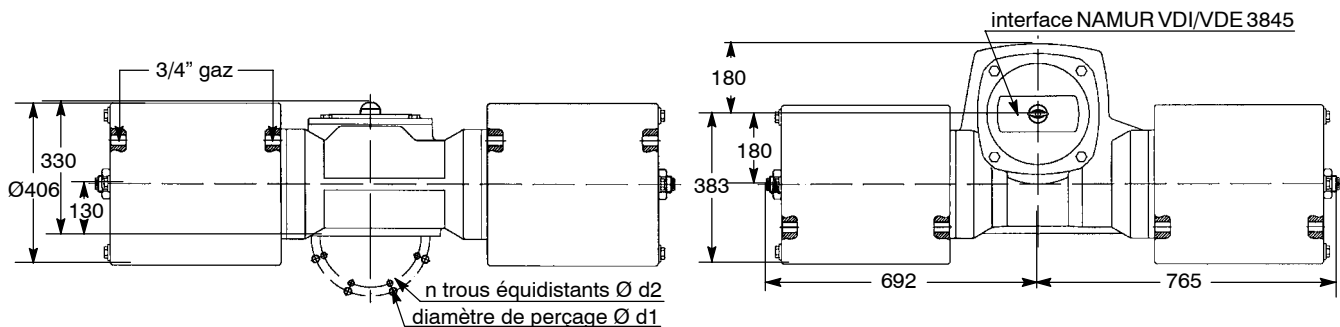 3/4” gaz
330
Ø406
130
n trous équidistants Ø d2
diamètre de perçage Ø d1
interface NAMUR VDI/VDE 3845
180
180
383
692
765